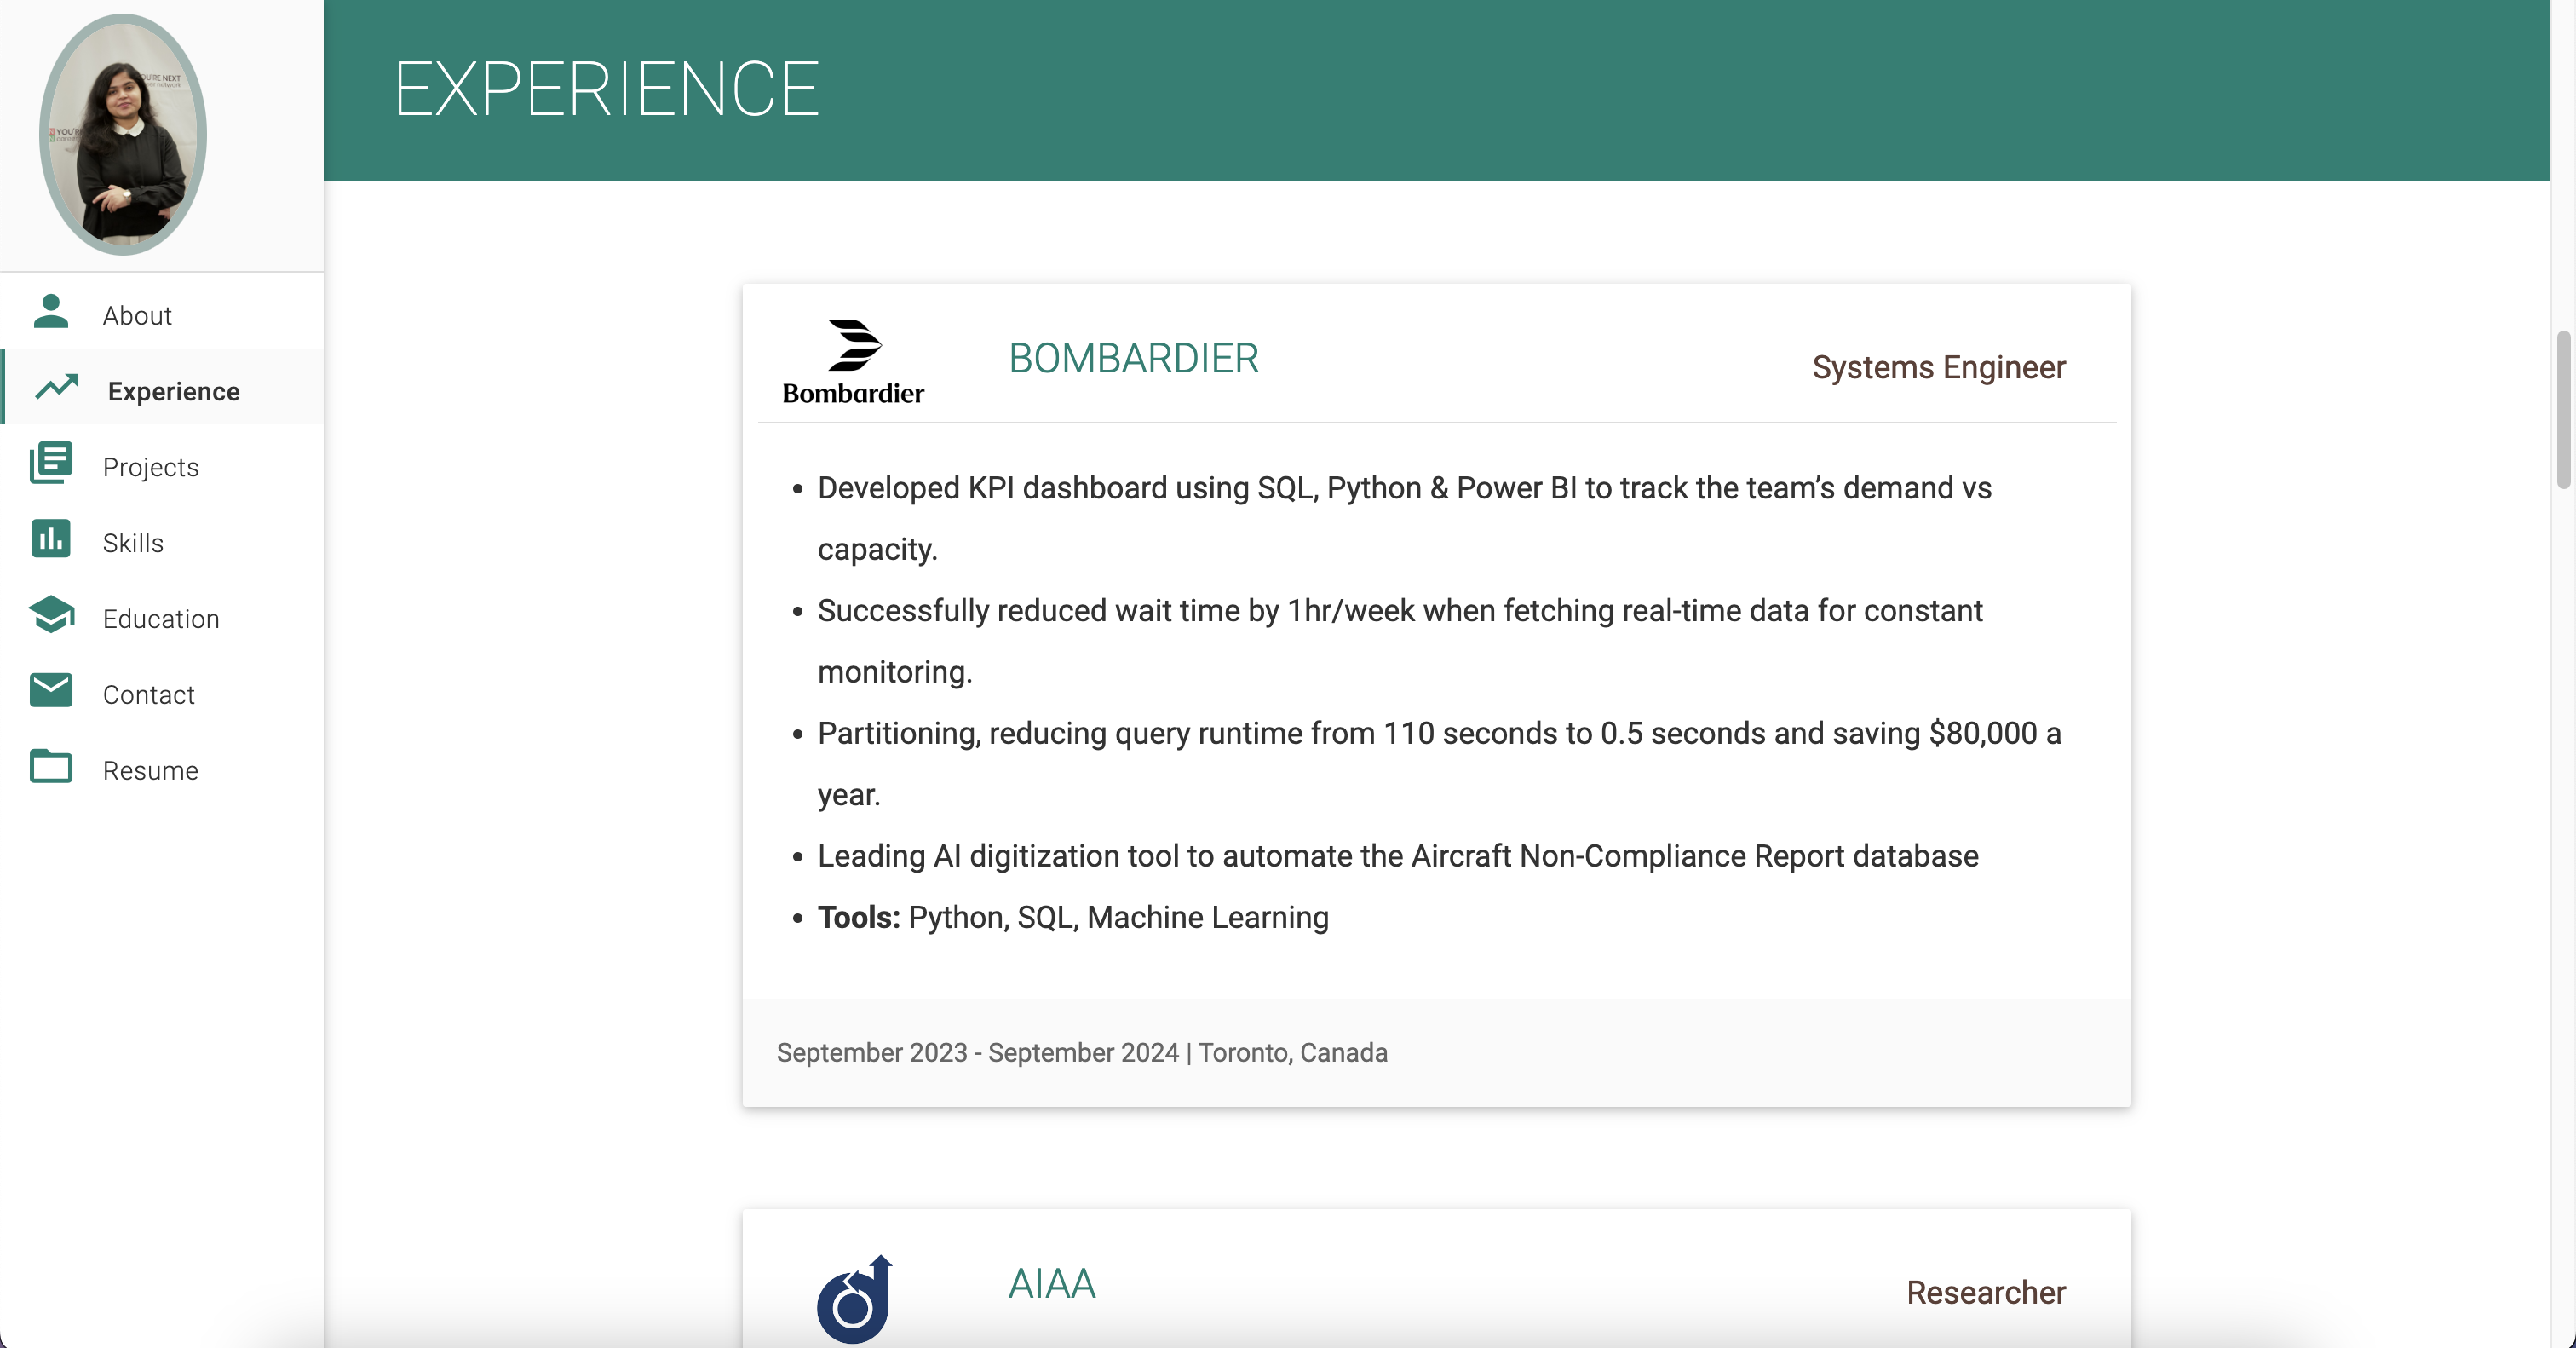 YOU'RE NEXT
YOU'R
About
Experience
Projects
Skills
Education
Contact
Resume
EXPERIENCE
Bombardier
BOMBARDIER
Systems Engineer
• Developed KPI dashboard using SQL, Python & Power BI to track the team’s demand vs
capacity.
• Successfully reduced wait time by 1hr/week when fetching real-time data for constant
monitoring.
• Partitioning, reducing query runtime from 110 seconds to 0.5 seconds and saving $80,000 a
year.
• Leading AI digitization tool to automate the Aircraft Non-Compliance Report database
• Tools: Python, SQL, Machine Learning
September 2023 - September 2024 | Toronto, Canada
AIAA
Researcher